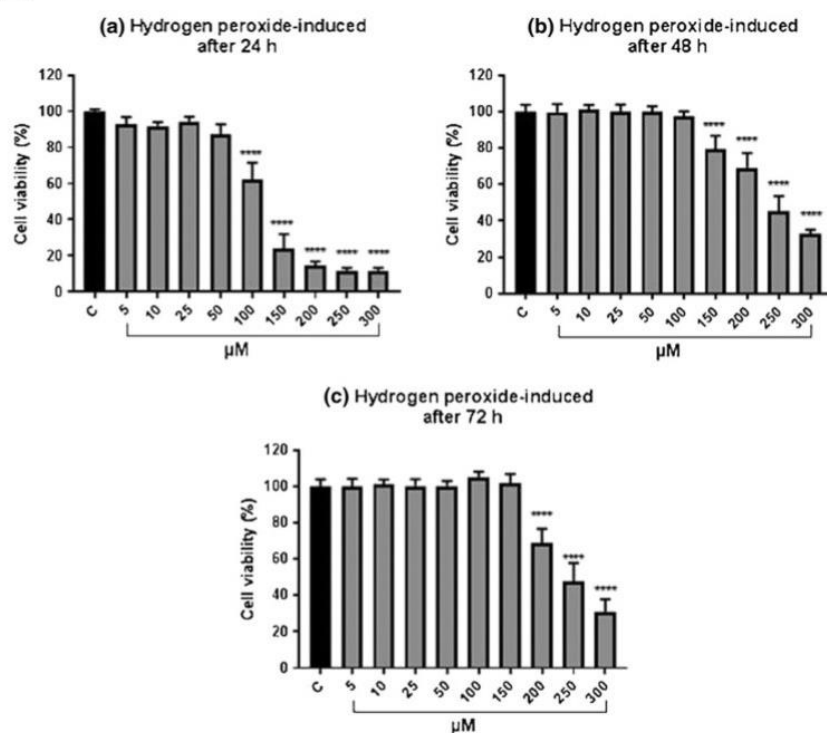 (a) Hydrogen peroxide-induced
after 24 h
120
100
80
60
40
20
0
Cell viability (%)
****
****
****
****
****
C 5 10 25 50 100 150 200 250 300
µM
(b) Hydrogen peroxide-induced
after 48 h
120
100
80
60
40
20
0
Cell viability (%)
****
****
****
****
C 5 10 25 50 100 150 200 250 300
µM
(c) Hydrogen peroxide-induced
after 72 h
120
100
80
60
40
20
0
Cell viability (%)
****
****
****
C 5 10 25 50 100 150 200 250 300
µM